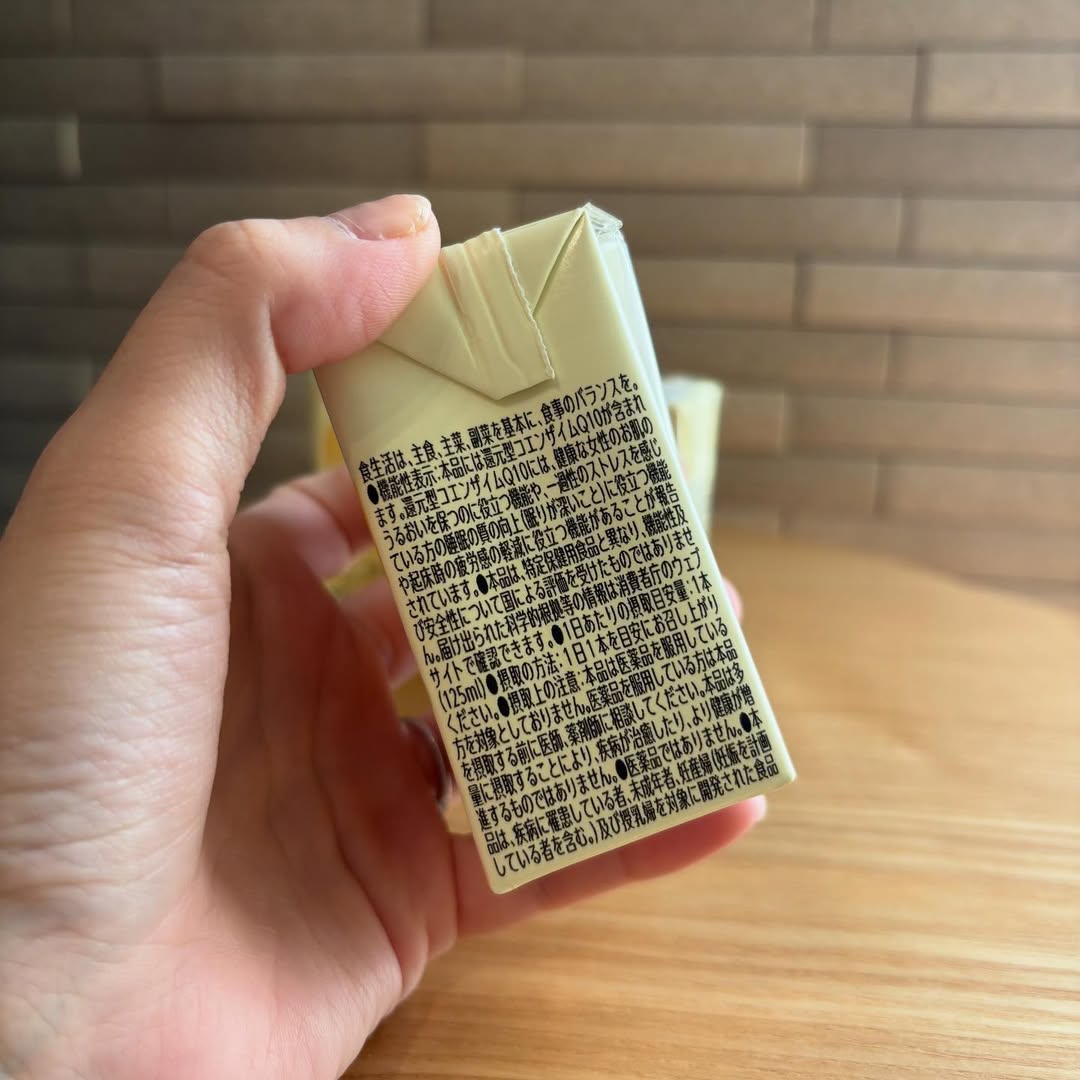 食生活は、主食、主菜、副菜を基本に、食事のバランスを。
●機能性表示:本品には還元型コエンザイムQ10が含まれ
ます。還元型コエンザイムQ10には、健康な女性のお肌の
うるおいを保つのに役立つ機能や、一過性のストレスを感じ
ている方の睡眠の質の向上(眠りが深いこと)に役立つ機能
や起床時の疲労感の軽減に役立つ機能があることが報告
されています。●本品は、特定保健用食品と異なり、機能性及
び安全性について国による評価を受けたものではありませ
ん。届け出られた科学的根拠等の情報は消費者庁のウェブ
サイトで確認できます。●1日あたりの摂取目安量:1本
(125ml)●摂取の方法:1日1本を目安にお召し上がり
ください。●摂取上の注意:本品は医薬品を服用している
方を対象としておりません。医薬品を服用している方は本品
を摂取する前に医師、薬剤師に相談してください。本品は多
量に摂取することにより、疾病が治癒したり、より健康が増
進するものではありません。●医薬品ではありません。●本
品は、疾病に罹患している者、未成年者、妊産婦(妊娠を計画
している者を含む。)及び授乳婦を対象に開発された食品